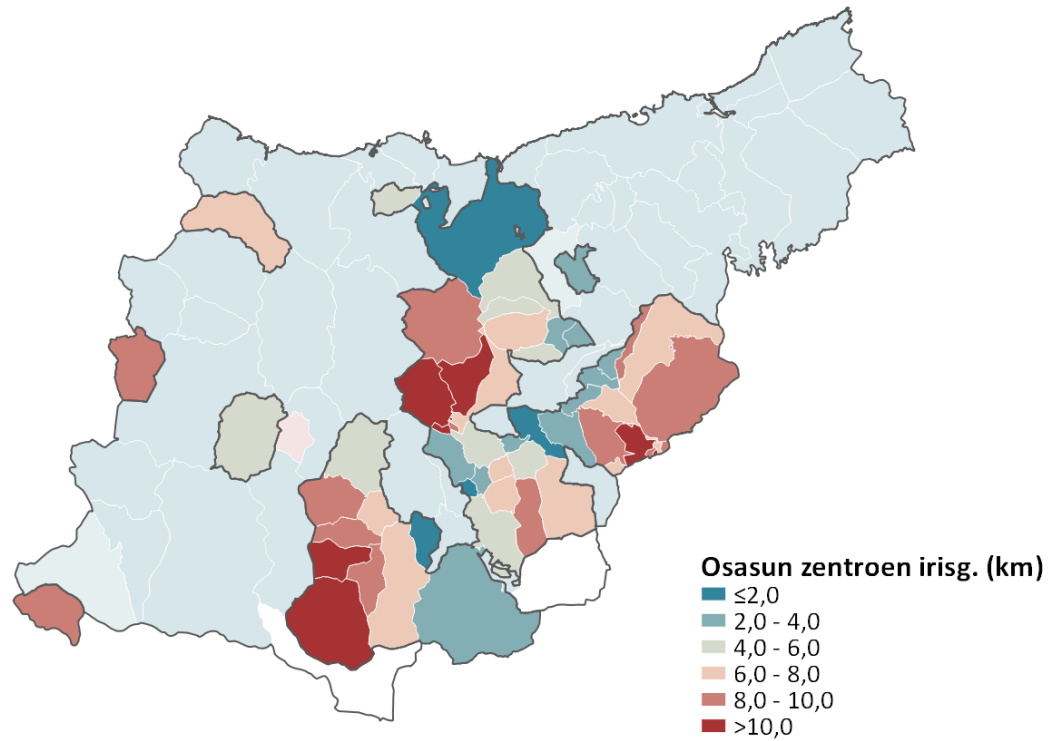 Osasun zentroen irisg. (km)
≤2,0
2,0 - 4,0
4,0 - 6,0
6,0 - 8,0
8,0 - 10,0
>10,0